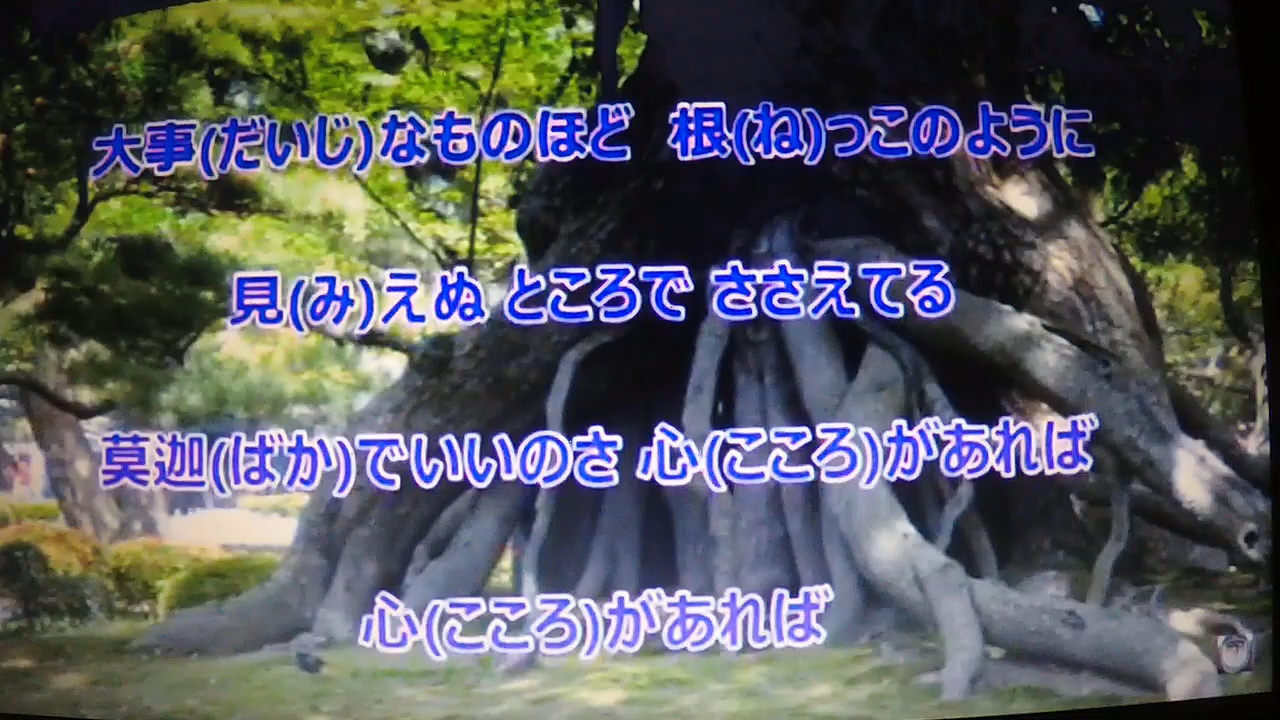 大事(だいじ)なものほど 根(ね)っこのように
見(み)えぬ ところで ささえてる
莫迦(ばか)でいいのさ 心(こころ)があれば
心(こころ)があれば